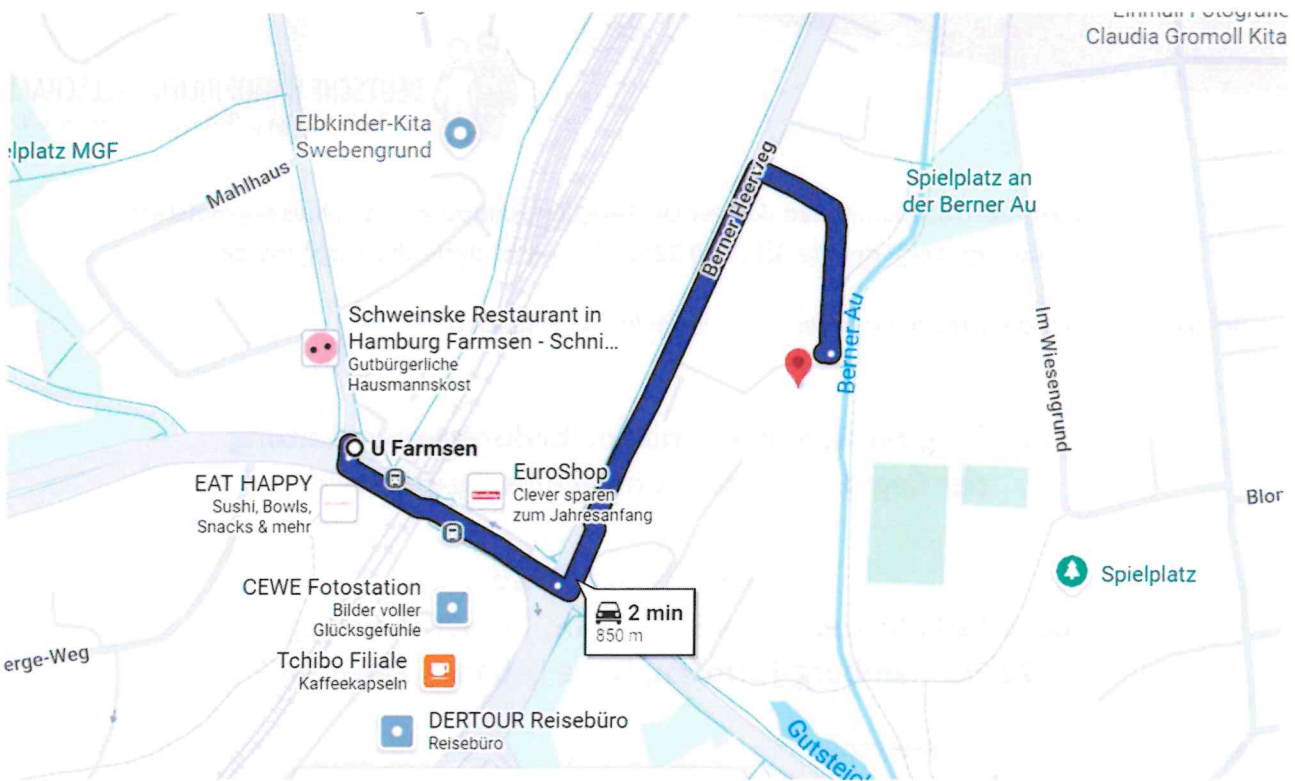 Claudia Gromoll Kita
Elbkinder-Kita
Swebengrund
elplatz MGF
Mahlhaus
Berner Heerweg
Spielplatz an
der Berner Au
Schweinske Restaurant in
Hamburg Farmsen - Schni...
Gutbürgerliche
Hausmannskost
Berner Au
Im Wiesengrund
U Farmsen
EAT HAPPY
Sushi, Bowls,
Snacks & mehr
EuroShop
Clever sparen
zum Jahresanfang
Blor
CEWE Fotostation
Bilder voller
Glücksgefühle
2 min
850 m
Spielplatz
erge-Weg
Tchibo Filiale
Kaffeekapseln
DERTOUR Reisebüro
Reisebüro
Gutsteich